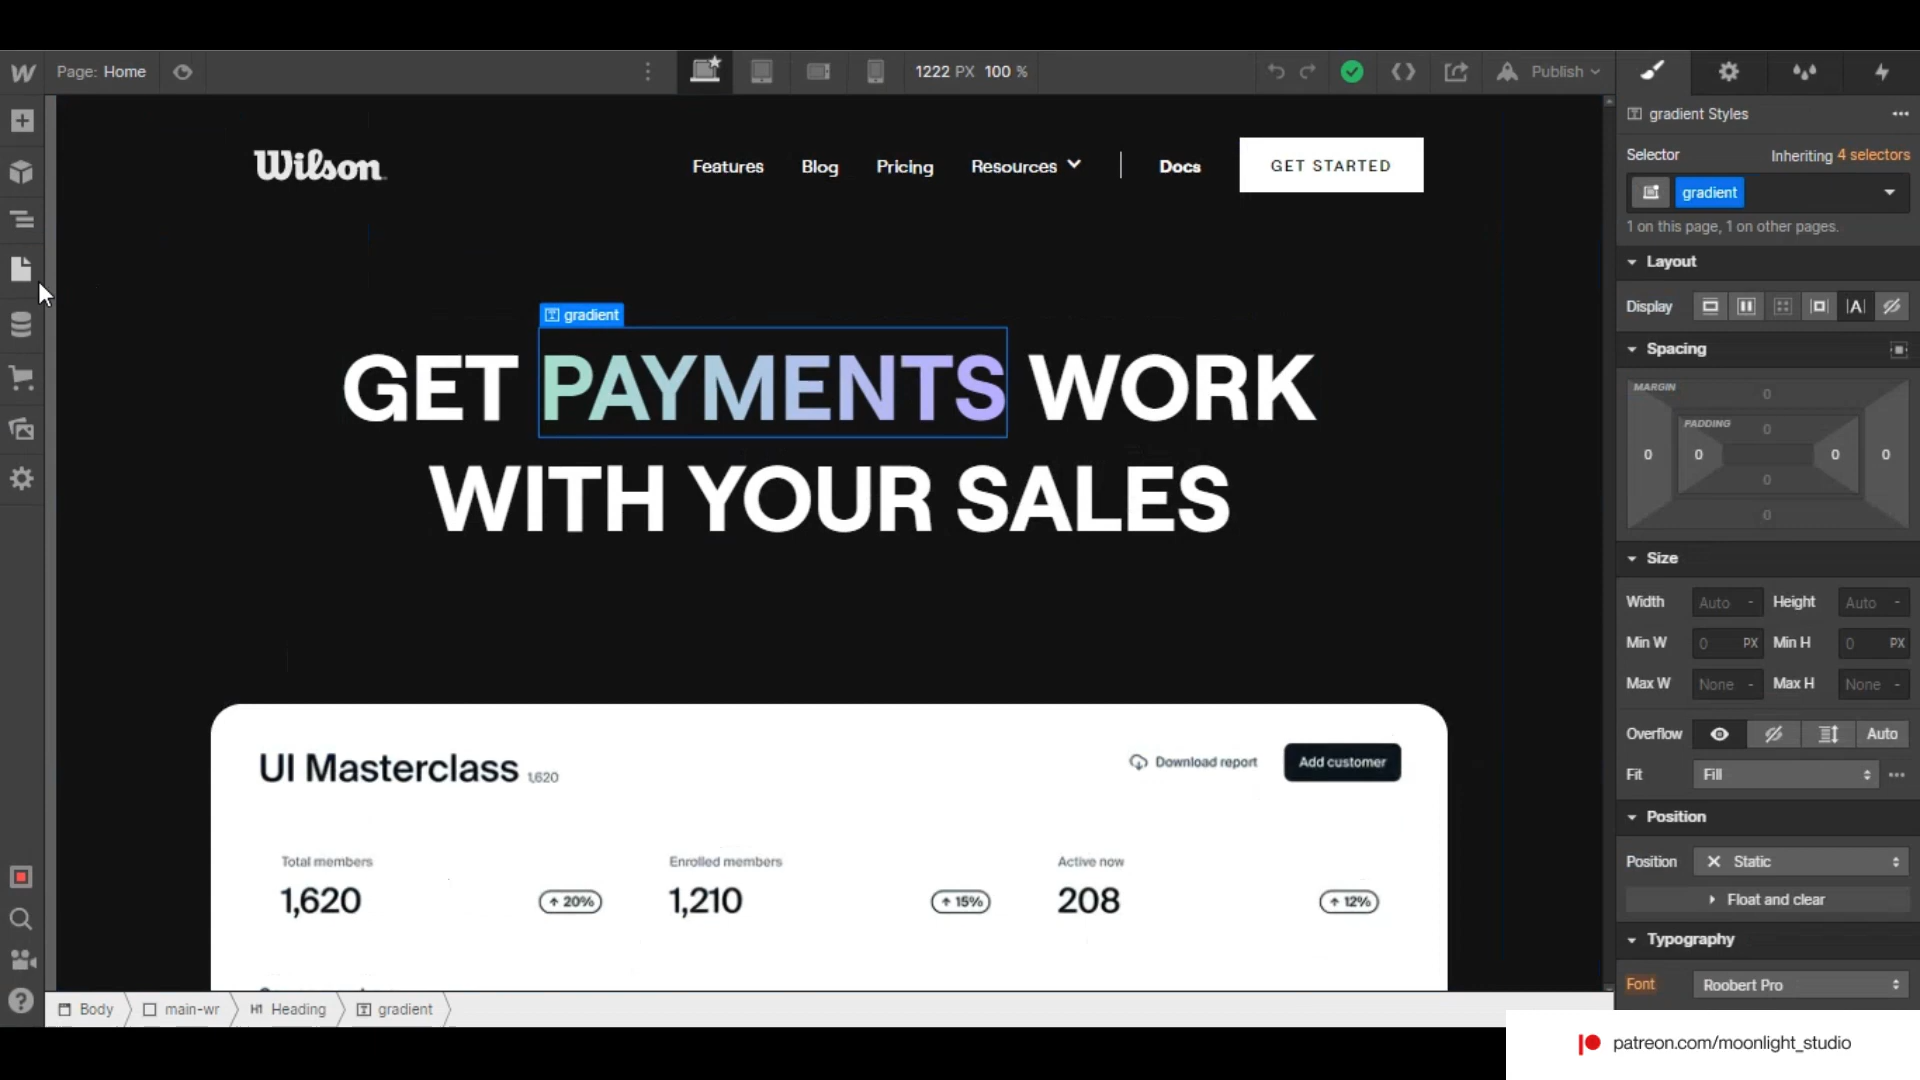 Page: Home
1222 PX 100 %
Publish
Wilson
Features Blog Pricing Resources Docs GET STARTED
gradient
GET PAYMENTS WORK
WITH YOUR SALES
UI Masterclass 1,620
Download report
Add customer
Total members
1,620
20%
Enrolled members
1,210
15%
Active now
208
12%
Body main-wr H1 Heading gradient
gradient Styles
Selector Inheriting 4 selectors
gradient
1 on this page, 1 on other pages.
Layout
Display
Spacing
MARGIN
0
PADDING
0
0 0 0 0
0
0
Size
Width Auto - Height Auto -
Min W 0 PX Min H 0 PX
Max W None - Max H None -
Overflow Auto
Fit Fill
Position
Position Static
Float and clear
Typography
Font Roobert Pro
patreon.com/moonlight_studio